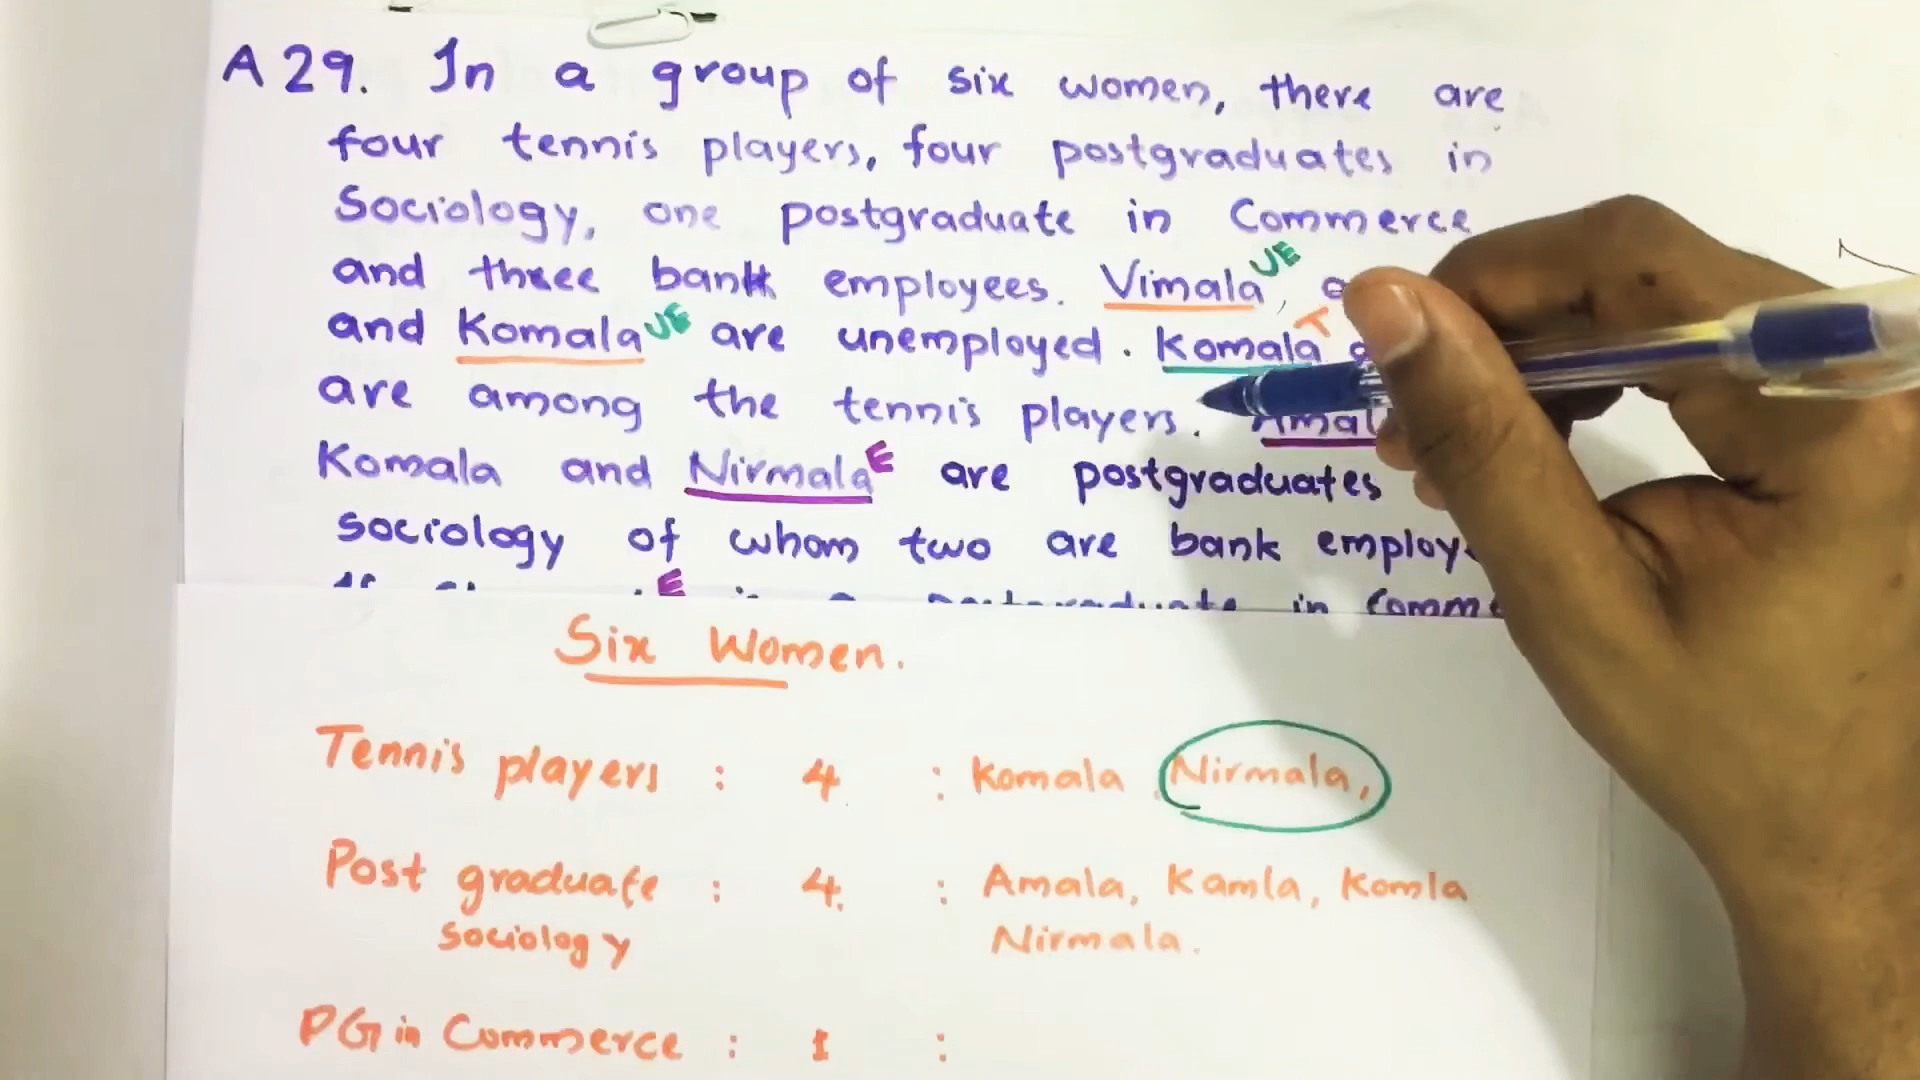 A 29. In a group of six women, there are
four tennis players, four postgraduates in
Sociology, one postgraduate in Commerce
and three bank employees. Vimala UE,
and Komala UE are unemployed. Komala T
are among the tennis players.
Komala and Nirmala E are postgraduates
sociology of whom two are bank
E in Comme
Six Women.
Tennis players : 4 : Komala, Nirmala,
Post graduate : 4. : Amala, Kamla, Komla
Sociology Nirmala.
PG in Commerce : 1 :